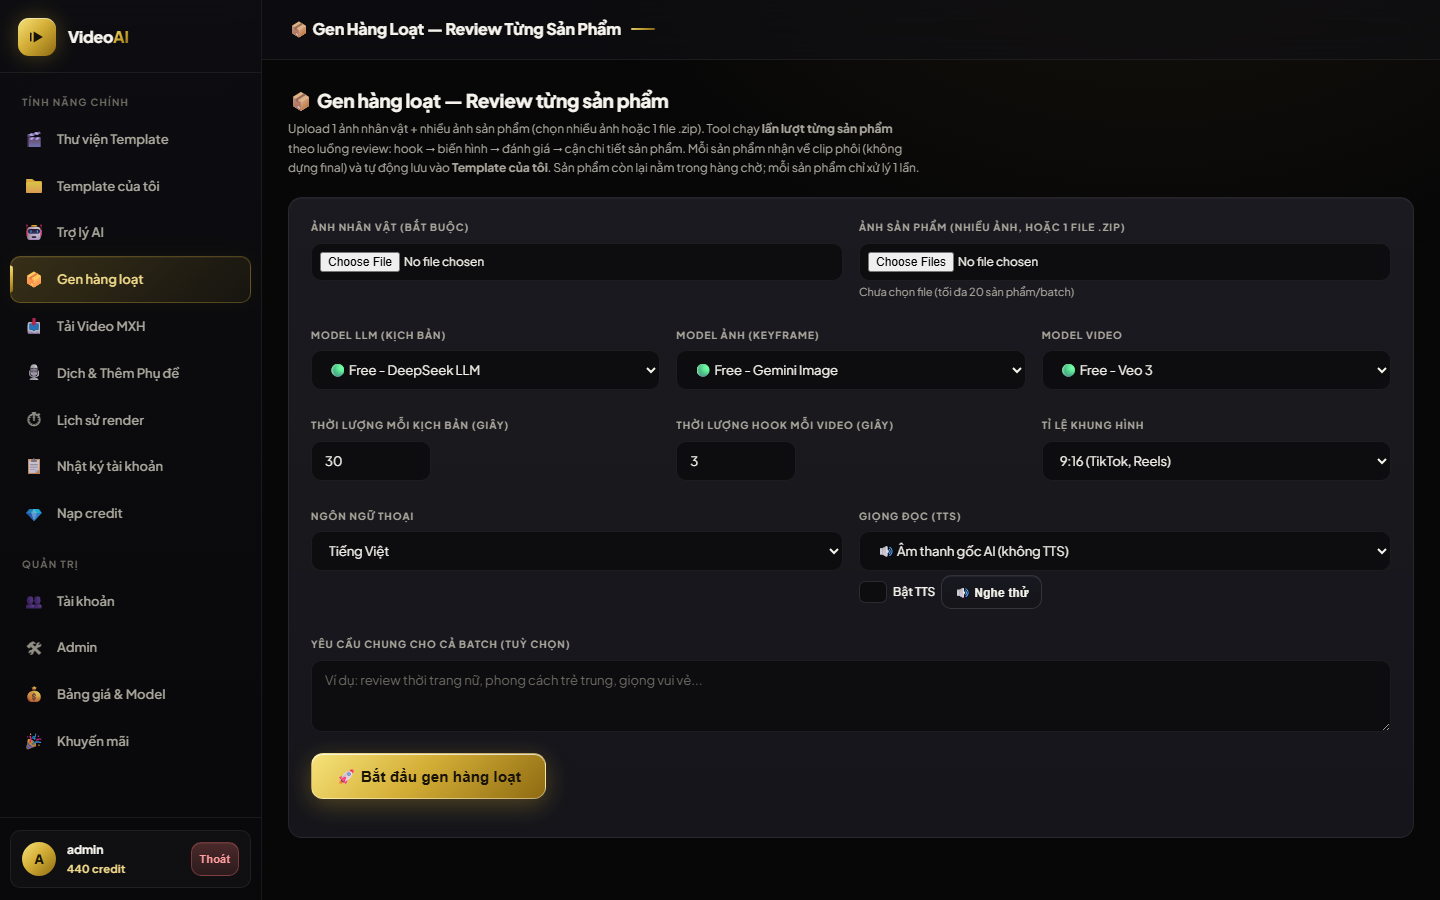 VideoAI
TÍNH NĂNG CHÍNH
Thư viện Template
Template của tôi
Trợ lý AI
Gen hàng loạt
Tải Video MXH
Dịch & Thêm Phụ đề
Lịch sử render
Nhật ký tài khoản
Nạp credit
QUẢN TRỊ
Tài khoản
Admin
Bảng giá & Model
Khuyến mãi
A
admin
440 credit
Thoát
Gen Hàng Loạt — Review Từng Sản Phẩm
Gen hàng loạt — Review từng sản phẩm
Upload 1 ảnh nhân vật + nhiều ảnh sản phẩm (chọn nhiều ảnh hoặc 1 file .zip). Tool chạy lần lượt từng sản phẩm
theo luồng review: hook → biến hình → đánh giá → cận chi tiết sản phẩm. Mỗi sản phẩm nhận về clip phôi (không
dựng final) và tự động lưu vào Template của tôi. Sản phẩm còn lại nằm trong hàng chờ; mỗi sản phẩm chỉ xử lý 1 lần.
ẢNH NHÂN VẬT (BẮT BUỘC)
Choose File No file chosen
ẢNH SẢN PHẨM (NHIỀU ẢNH, HOẶC 1 FILE .ZIP)
Choose Files No file chosen
Chưa chọn file (tối đa 20 sản phẩm/batch)
MODEL LLM (KỊCH BẢN)
Free - DeepSeek LLM
MODEL ẢNH (KEYFRAME)
Free - Gemini Image
MODEL VIDEO
Free - Veo 3
THỜI LƯỢNG MỖI KỊCH BẢN (GIÂY)
30
THỜI LƯỢNG HOOK MỖI VIDEO (GIÂY)
3
TỈ LỆ KHUNG HÌNH
9:16 (TikTok, Reels)
NGÔN NGỮ THOẠI
Tiếng Việt
GIỌNG ĐỌC (TTS)
Âm thanh gốc AI (không TTS)
Bật TTS
Nghe thử
YÊU CẦU CHUNG CHO CẢ BATCH (TUỲ CHỌN)
Ví dụ: review thời trang nữ, phong cách trẻ trung, giọng vui vẻ...
Bắt đầu gen hàng loạt